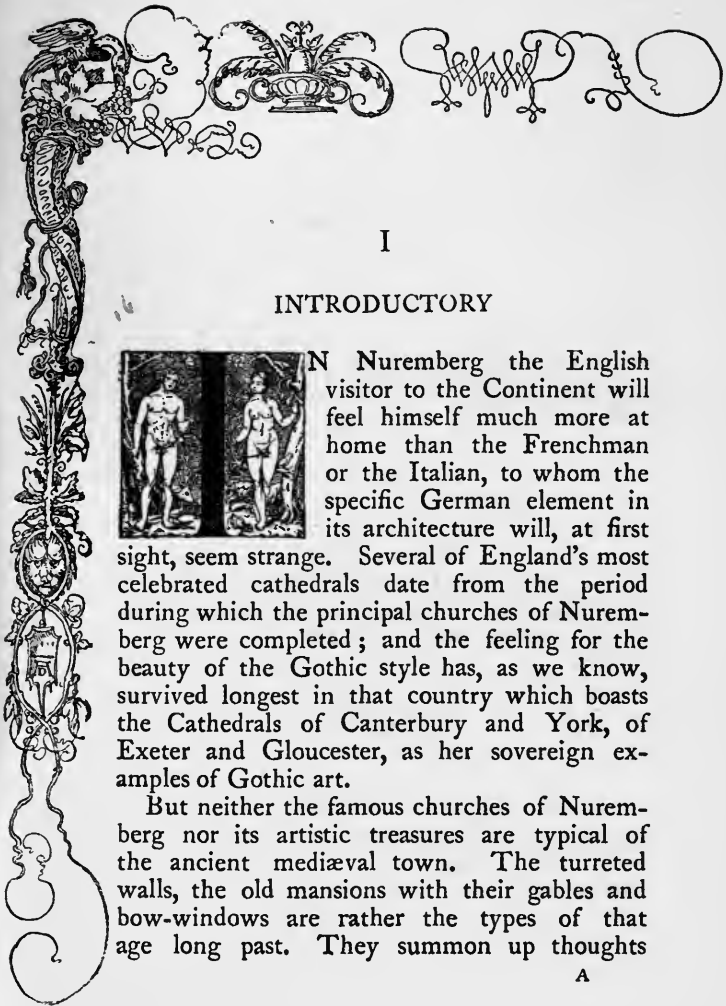 I
INTRODUCTORY
IN Nuremberg the English
visitor to the Continent will
feel himself much more at
home than the Frenchman
or the Italian, to whom the
specific German element in
its architecture will, at first
sight, seem strange. Several of England's most
celebrated cathedrals date from the period
during which the principal churches of Nurem-
berg were completed ; and the feeling for the
beauty of the Gothic style has, as we know,
survived longest in that country which boasts
the Cathedrals of Canterbury and York, of
Exeter and Gloucester, as her sovereign ex-
amples of Gothic art.
But neither the famous churches of Nurem-
berg nor its artistic treasures are typical of
the ancient mediæval town. The turreted
walls, the old mansions with their gables and
bow-windows are rather the types of that
age long past. They summon up thoughts
A